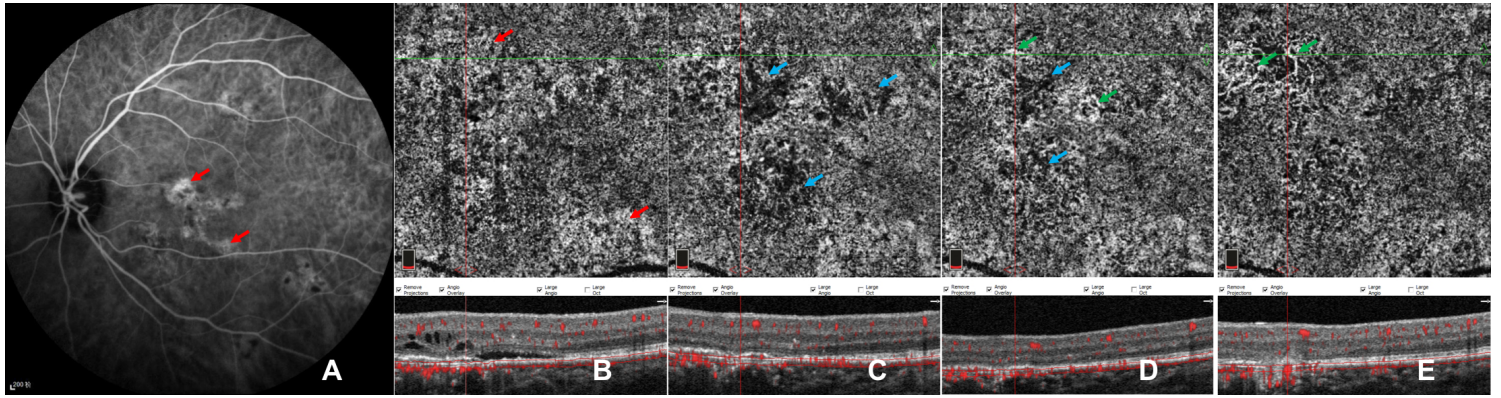 200 秒
A
Remove Projections
Angio Overlay
Large Angio
Large Oct
B
Remove Projections
Angio Overlay
Large Angio
Large Oct
C
Remove Projections
Angio Overlay
Large Angio
Large Oct
D
Remove Projections
Angio Overlay
Large Angio
Large Oct
E